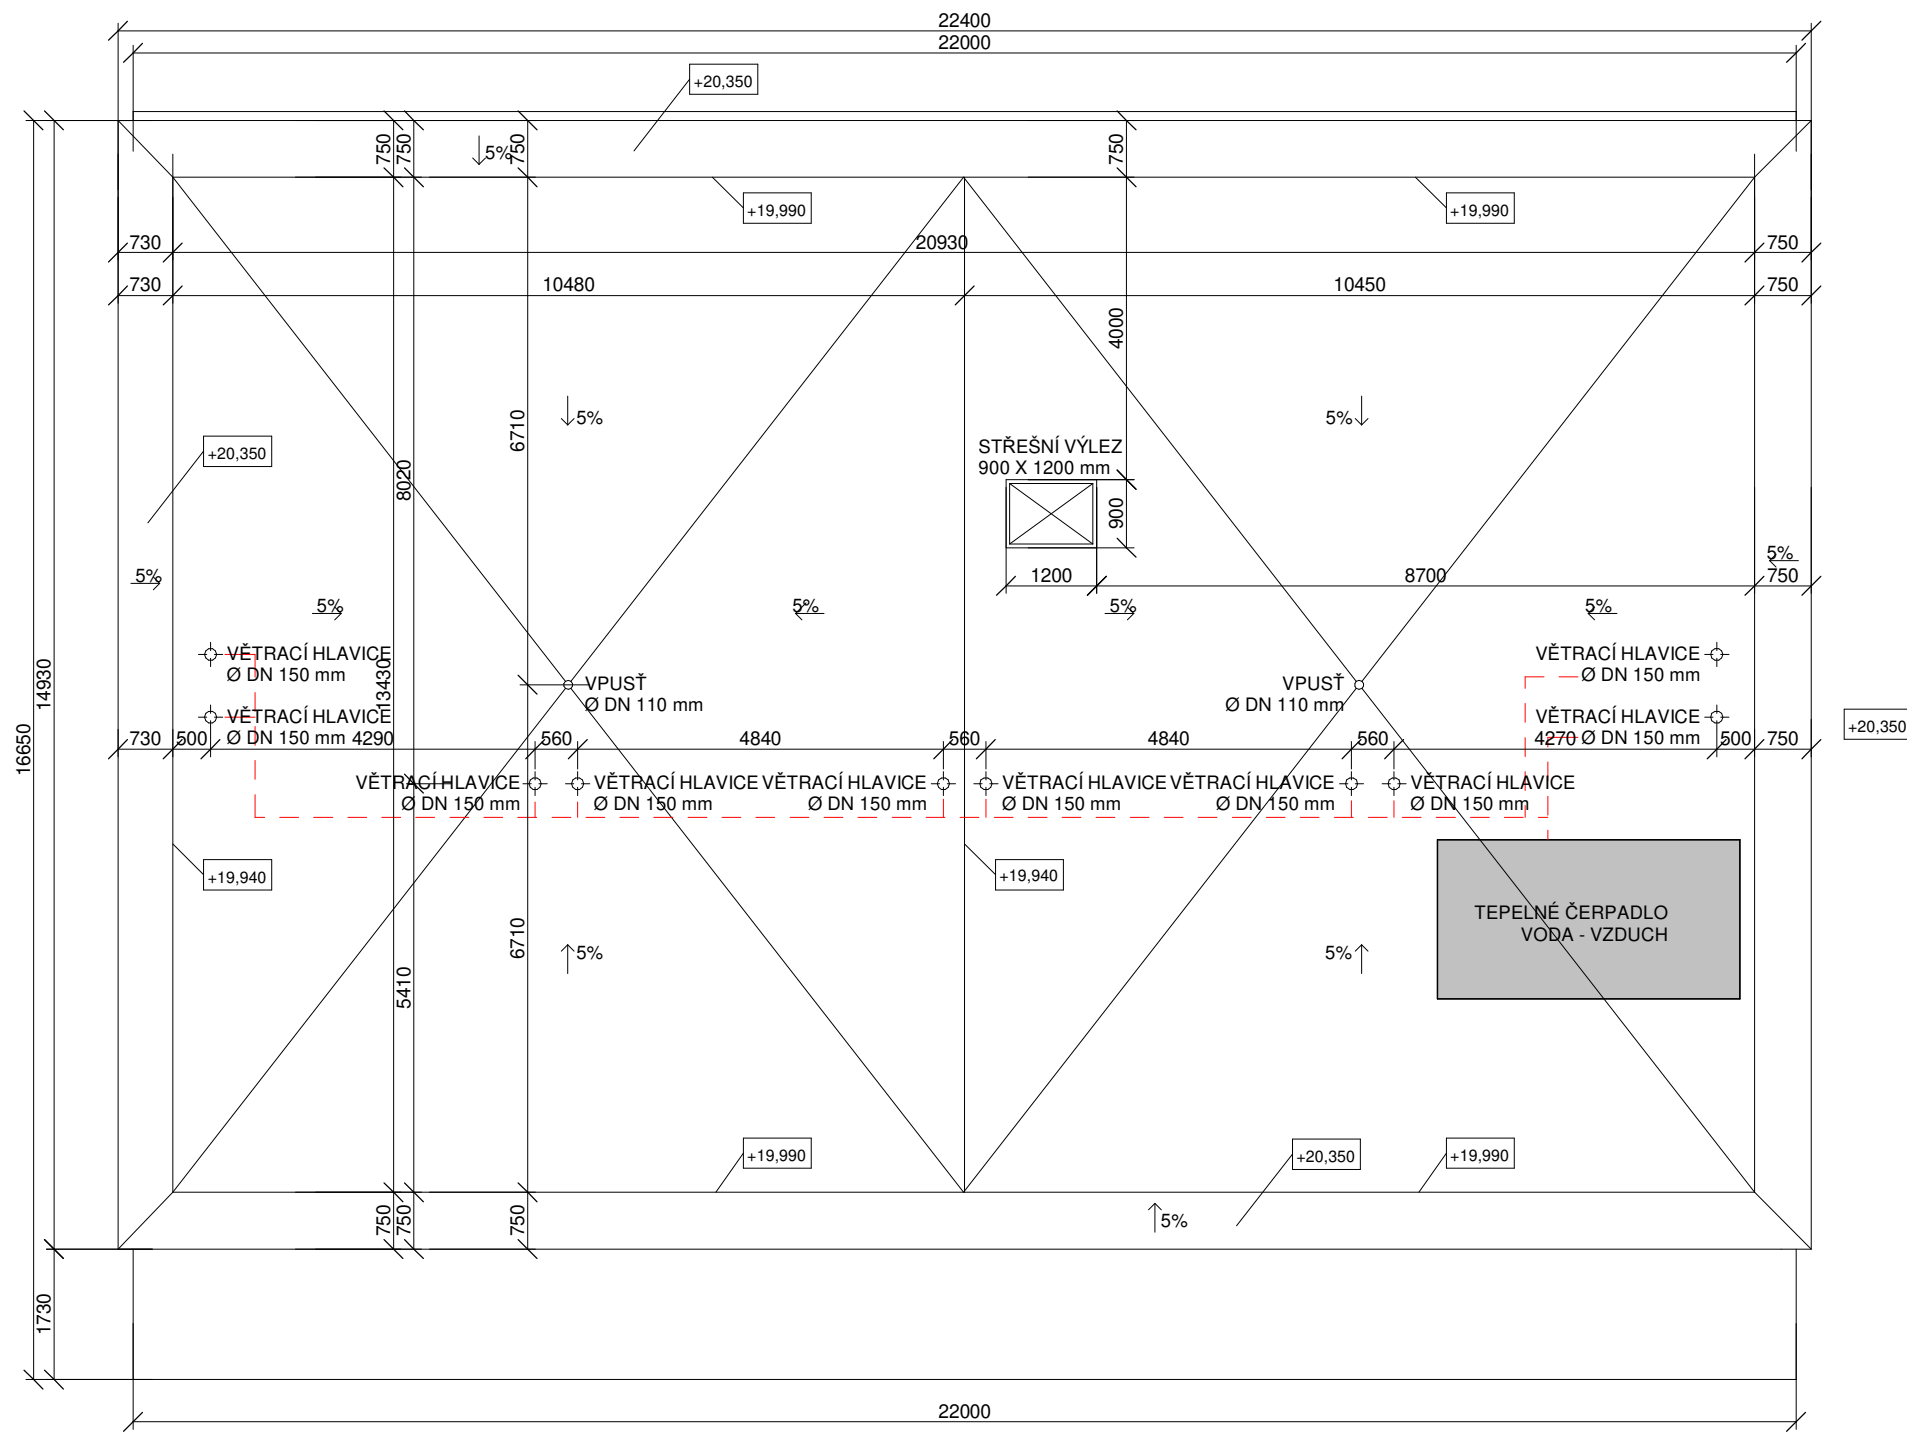 22400
22000
+20,350
750
750
750
750
5%
+19,990
+19,990
730
20930
750
730
10480
10450
750
4000
6710
5%
5%
8020
+20,350
STŘEŠNÍ VÝLEZ
900 X 1200 mm
900
1200
8700
5%
750
5%
5%
5%
5%
5%
VĚTRACÍ HLAVICE
Ø DN 150 mm
VĚTRACÍ HLAVICE
Ø DN 150 mm
13430
VPUSŤ
Ø DN 110 mm
VPUSŤ
Ø DN 110 mm
VĚTRACÍ HLAVICE
Ø DN 150 mm
VĚTRACÍ HLAVICE
Ø DN 150 mm
+20,350
14930
16650
730
500
4290
560
4840
560
4840
560
4270
500
750
VĚTRACÍ HLAVICE
Ø DN 150 mm
VĚTRACÍ HLAVICE
Ø DN 150 mm
VĚTRACÍ HLAVICE
Ø DN 150 mm
VĚTRACÍ HLAVICE
Ø DN 150 mm
VĚTRACÍ HLAVICE
Ø DN 150 mm
VĚTRACÍ HLAVICE
Ø DN 150 mm
+19,940
+19,940
TEPELNÉ ČERPADLO
VODA - VZDUCH
6710
5%
5%
5410
+19,990
+20,350
+19,990
750
750
750
5%
1730
22000